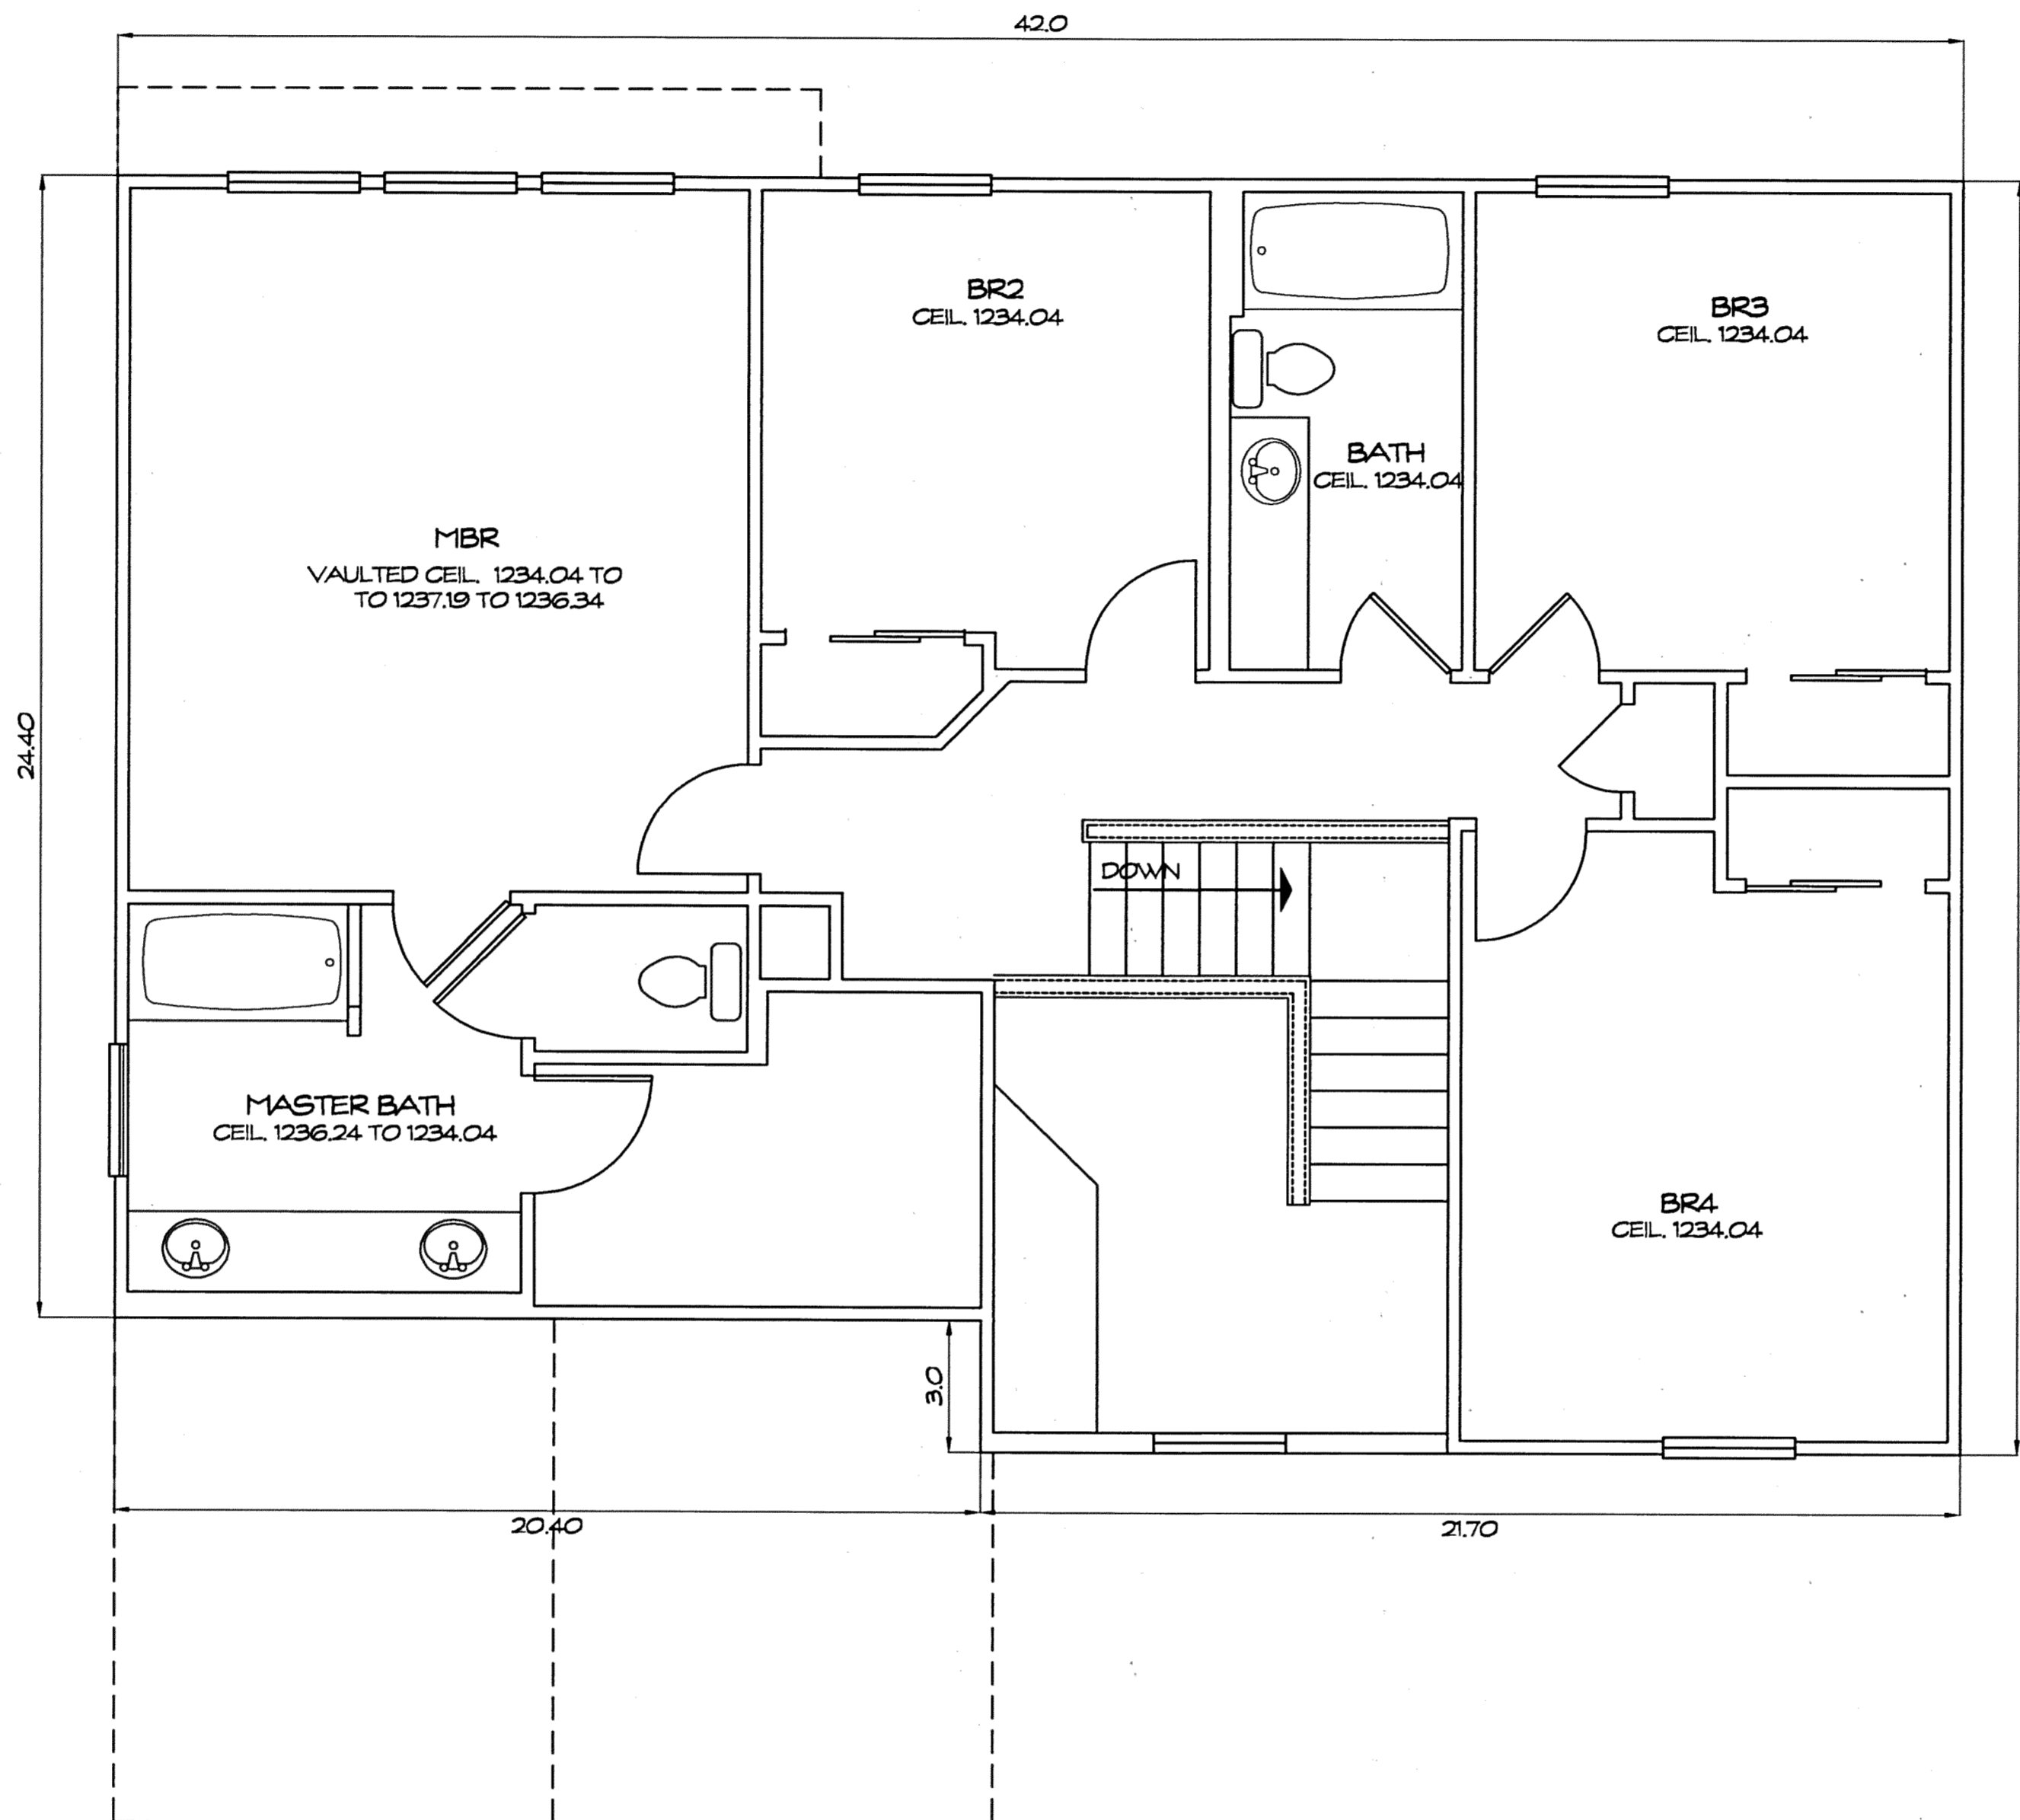 42.0
BR2
CEIL. 1234.04
BR3
CEIL. 1234.04
BATH
CEIL. 1234.04
MBR
VAULTED CEIL. 1234.04 TO
TO 1237.19 TO 1236.34
24.40
DOWN
MASTER BATH
CEIL. 1236.24 TO 1234.04
BR4
CEIL. 1234.04
3.0
20.40
21.70